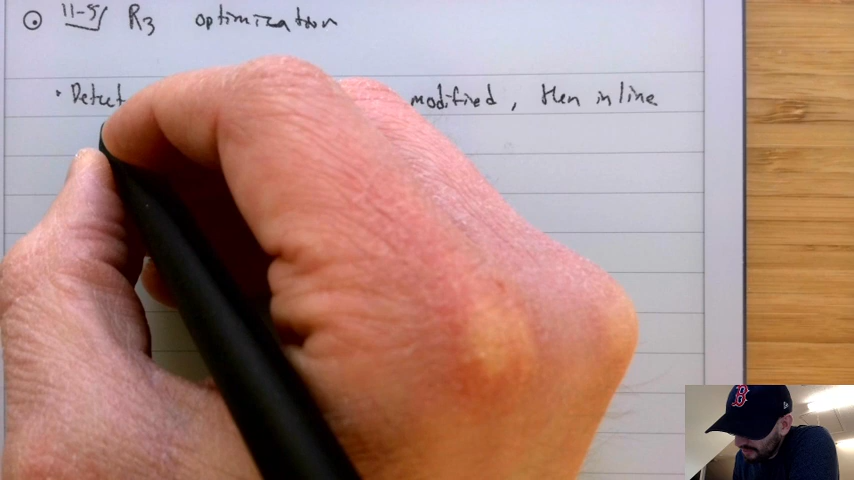 ⊙ 11-5/ R3 optimization
· Detect modified, then inline
B